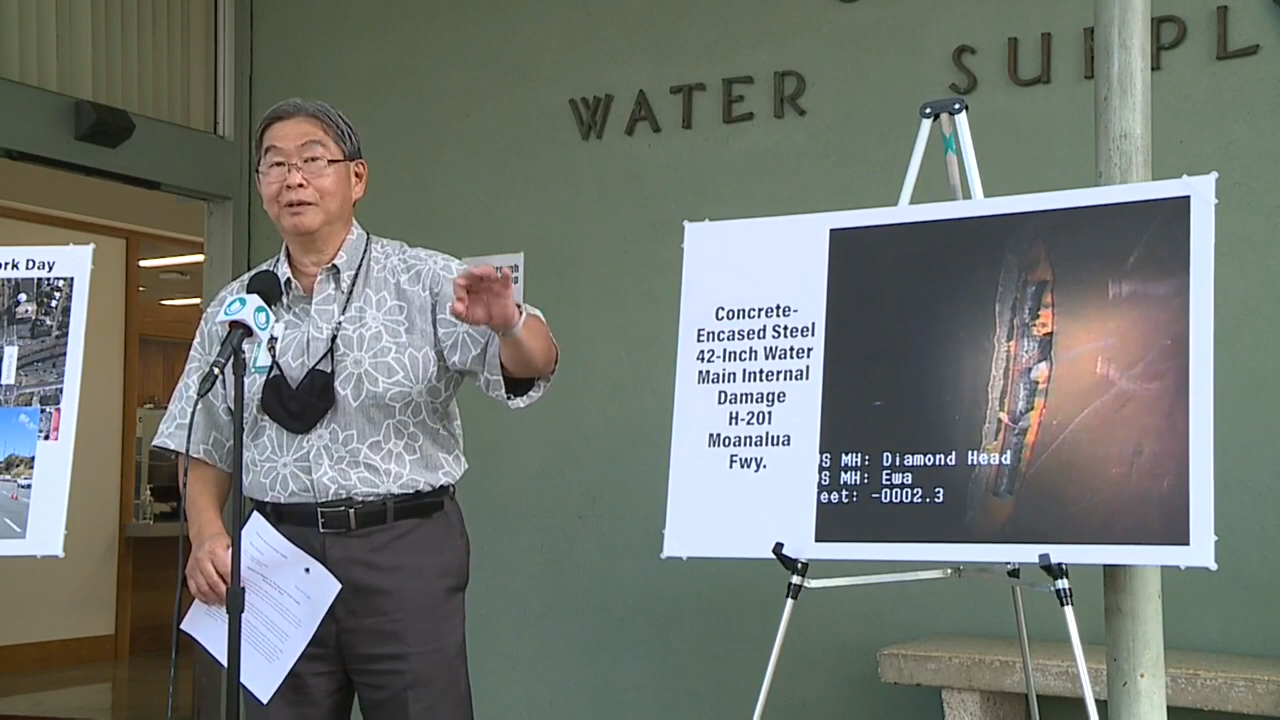 WATER SUPPL
ork Day
Concrete-
Encased Steel
42-Inch Water
Main Internal
Damage
H-201
Moanalua
Fwy.
S MH: Diamond Head
S MH: Ewa
eet: -0002.3